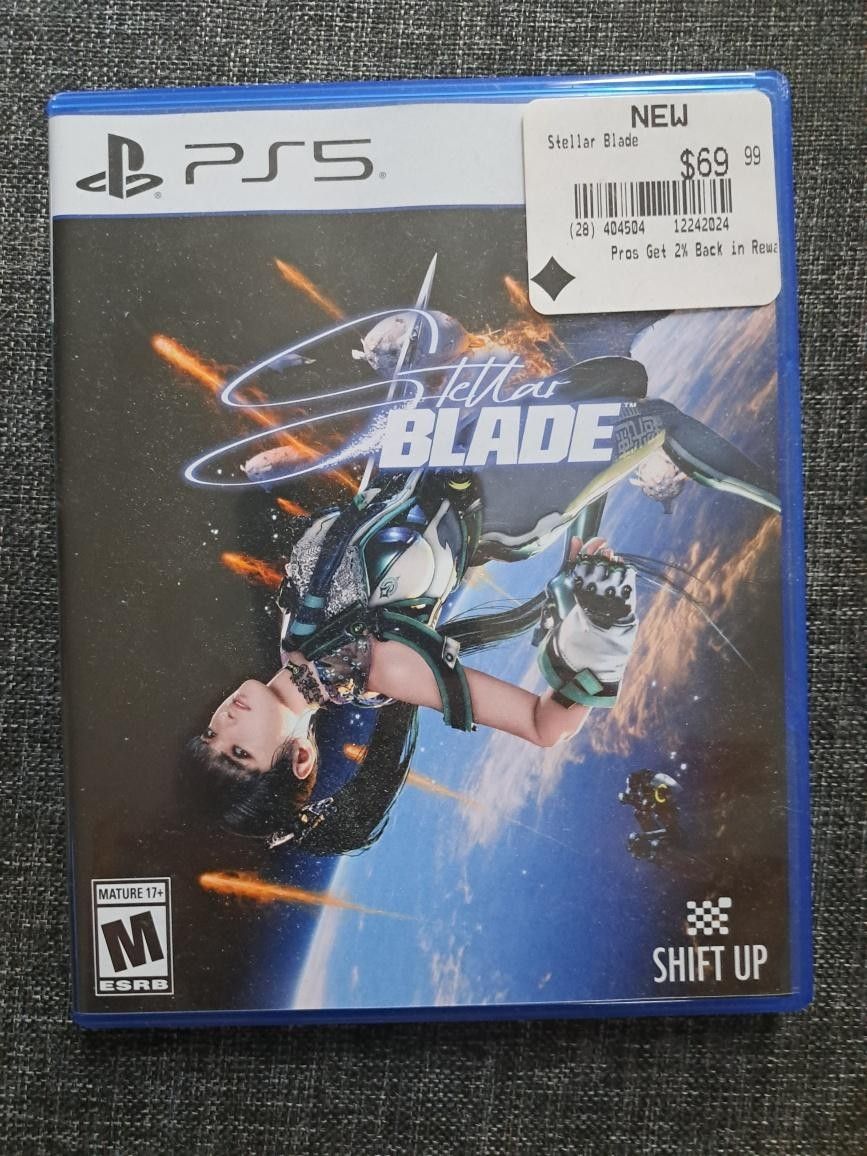 PS5
NEW
Stellar Blade
$69 99
(28) 404504 12242024
Pros Get 2% Back in Rewa
Stellar
BLADE™
MATURE 17+
M
ESRB
SHIFT UP